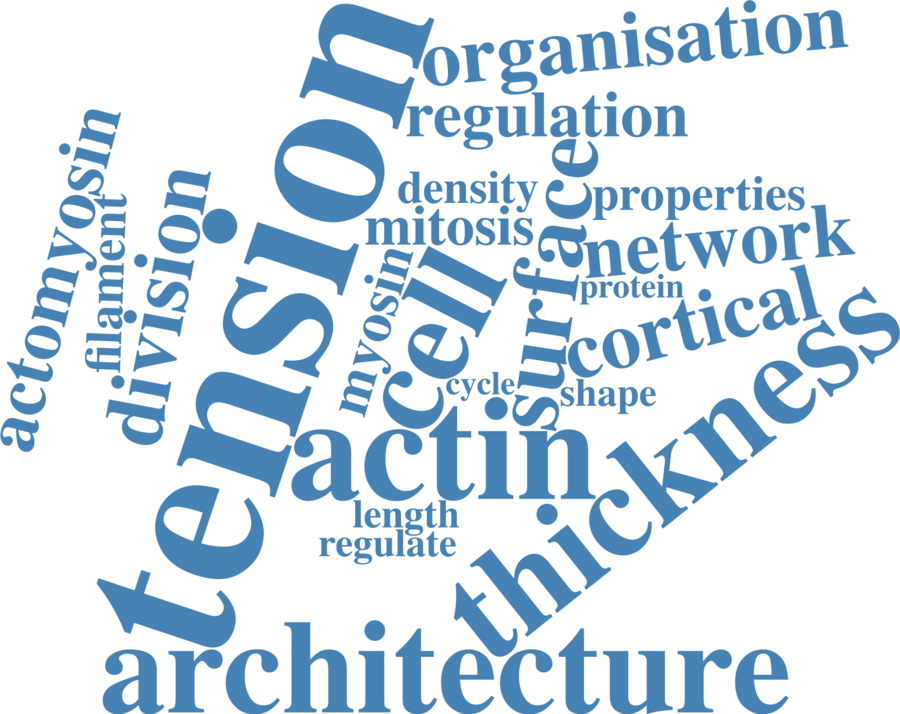 tension
organisation
regulation
actomyosin
filament
division
density
mitosis
surface
properties
network
protein
myosin
cell
cortical
cycle
shape
thickness
actin
length
regulate
architecture